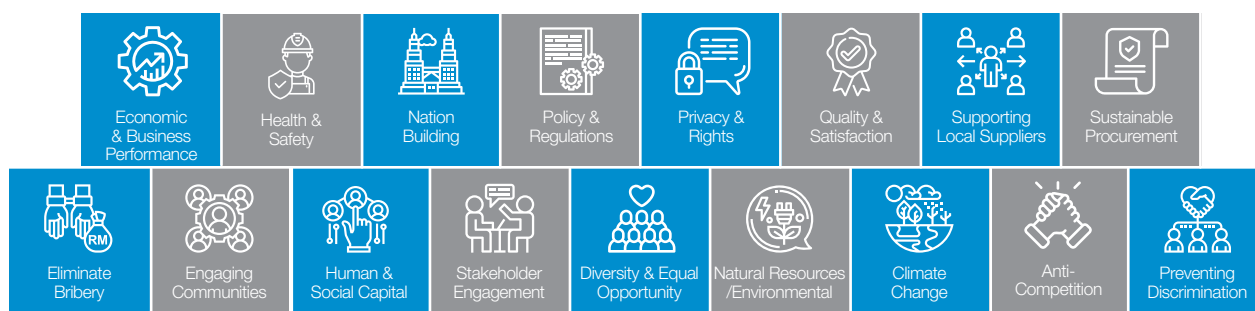 Economic
& Business
Performance
Health &
Safety
Nation
Building
Policy &
Regulations
Privacy &
Rights
Quality &
Satisfaction
Supporting
Local Suppliers
Sustainable
Procurement
RM
Eliminate
Bribery
Engaging
Communities
Human &
Social Capital
Stakeholder
Engagement
Diversity & Equal
Opportunity
Natural Resources
/Environmental
Climate
Change
Anti-
Competition
Preventing
Discrimination